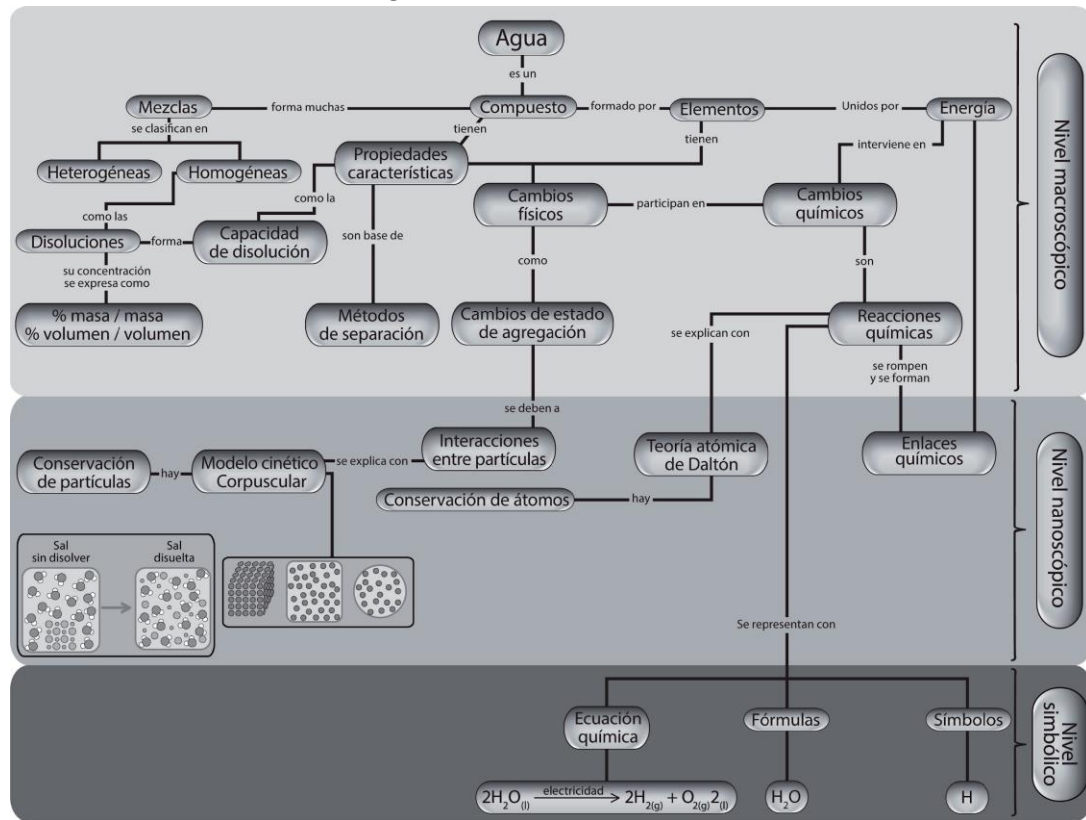 Agua
es un
Mezclas
forma muchas
Compuesto
formado por
Elementos
Unidos por
Energía
se clasifican en
tienen
tienen
interviene en
Heterogéneas
Homogéneas
Propiedades
características
Cambios
físicos
participan en
Cambios
químicos
como las
como la
Disoluciones
forma
Capacidad
de disolución
son base de
como
son
su concentración
se expresa como
% masa / masa
% volumen / volumen
Métodos
de separación
Cambios de estado
de agregación
se explican con
Reacciones
químicas
se rompen
y se forman
Nivel macroscópico
se deben a
Conservación
de partículas
hay
Modelo cinético
Corpuscular
se explica con
Interacciones
entre partículas
Teoría atómica
de Daltón
Enlaces
químicos
Conservación de átomos
hay
Sal
sin disolver
Sal
disuelta
Nivel nanoscópico
Se representan con
Ecuación
química
Fórmulas
Símbolos
Nivel
simbólico
2H₂O(l) electricidad → 2H₂(g) + O₂(g)2(l)
H₂O
H